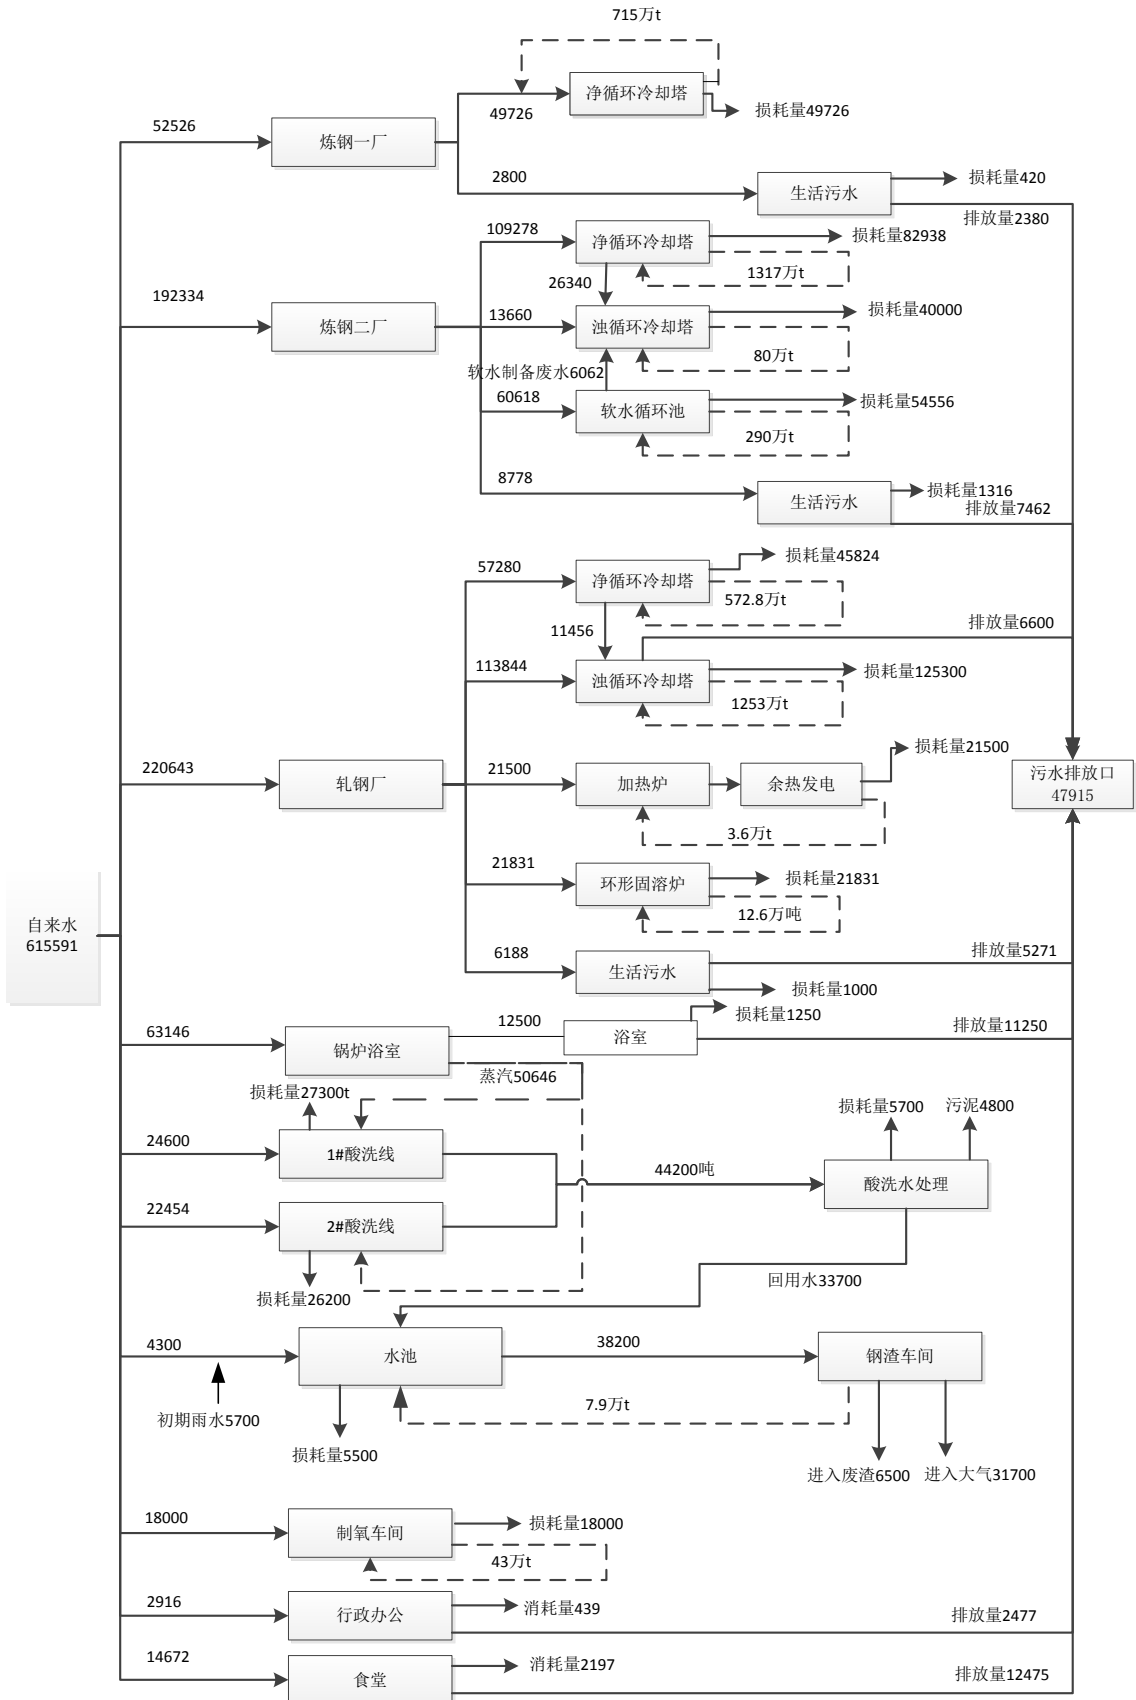 715万t
净循环冷却塔
49726
损耗量49726
52526
炼钢一厂
2800
生活污水
损耗量420
排放量2380
109278
净循环冷却塔
损耗量82938
1317万t
26340
192334
炼钢二厂
13660
浊循环冷却塔
损耗量40000
80万t
软水制备废水6062
60618
软水循环池
损耗量54556
290万t
8778
生活污水
损耗量1316
排放量7462
57280
净循环冷却塔
损耗量45824
572.8万t
11456
排放量6600
113844
浊循环冷却塔
损耗量125300
1253万t
220643
轧钢厂
21500
加热炉
余热发电
损耗量21500
3.6万t
污水排放口
47915
21831
环形固溶炉
损耗量21831
12.6万吨
自来水
615591
6188
生活污水
排放量5271
损耗量1000
63146
锅炉浴室
12500
浴室
损耗量1250
排放量11250
蒸汽50646
损耗量27300t
24600
1#酸洗线
44200吨
损耗量5700
污泥4800
酸洗水处理
22454
2#酸洗线
损耗量26200
回用水33700
4300
初期雨水5700
水池
38200
钢渣车间
7.9万t
损耗量5500
进入废渣6500
进入大气31700
18000
制氧车间
损耗量18000
43万t
2916
行政办公
消耗量439
排放量2477
14672
食堂
消耗量2197
排放量12475